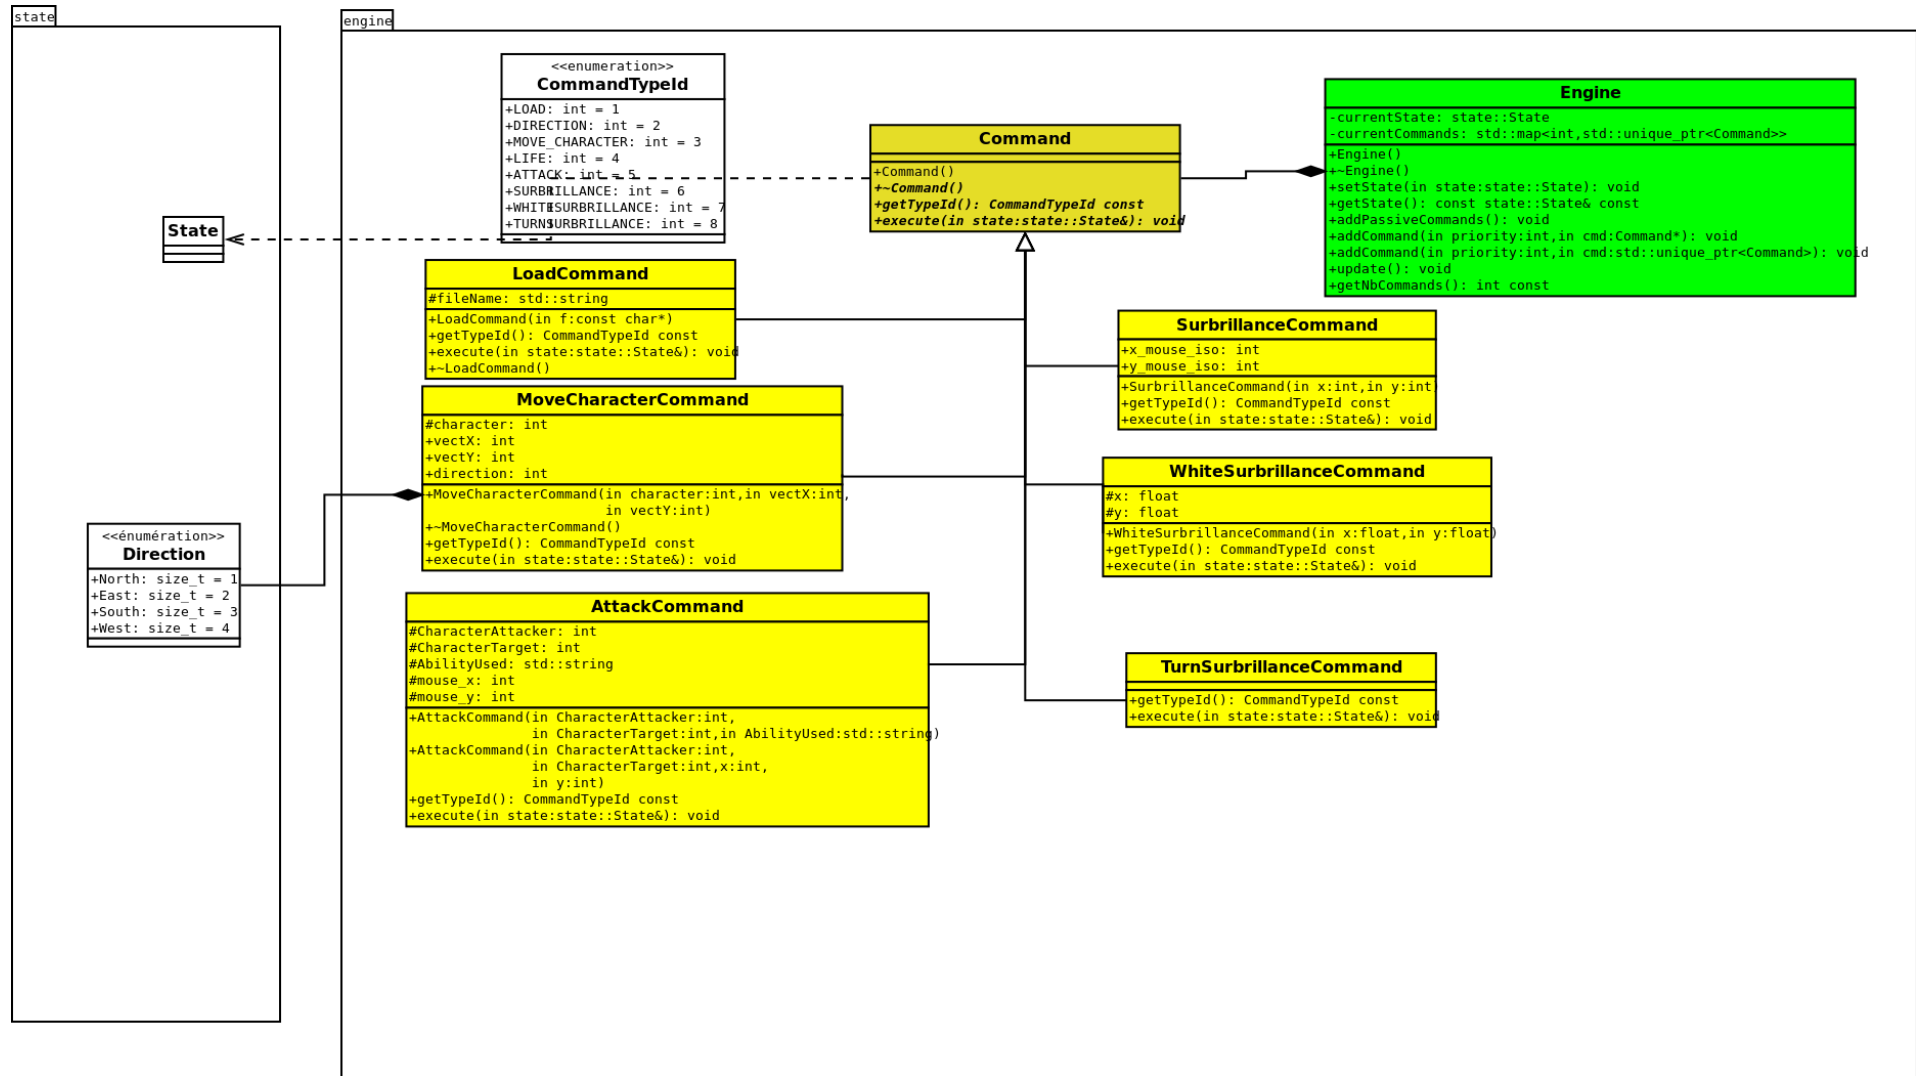 state
engine
<<enumeration>>
CommandTypeId
+LOAD: int = 1
+DIRECTION: int = 2
+MOVE_CHARACTER: int = 3
+LIFE: int = 4
+ATTACK: int = 5
+SURBRILLANCE: int = 6
+WHITESURBRILLANCE: int = 7
+TURNSURBRILLANCE: int = 8
Command
+Command()
+~Command()
+getTypeId(): CommandTypeId const
+execute(in state:state::State&): void
Engine
-currentState: state::State
-currentCommands: std::map<int,std::unique_ptr<Command>>
+Engine()
+~Engine()
+setState(in state:state::State): void
+getState(): const state::State& const
+addPassiveCommands(): void
+addCommand(in priority:int,in cmd:Command*): void
+addCommand(in priority:int,in cmd:std::unique_ptr<Command>): void
+update(): void
+getNbCommands(): int const
State
LoadCommand
#fileName: std::string
+LoadCommand(in f:const char*)
+getTypeId(): CommandTypeId const
+execute(in state:state::State&): void
+~LoadCommand()
SurbrillanceCommand
+x_mouse_iso: int
+y_mouse_iso: int
+SurbrillanceCommand(in x:int,in y:int)
+getTypeId(): CommandTypeId const
+execute(in state:state::State&): void
MoveCharacterCommand
#character: int
+vectX: int
+vectY: int
+direction: int
+MoveCharacterCommand(in character:int,in vectX:int,
in vectY:int)
+~MoveCharacterCommand()
+getTypeId(): CommandTypeId const
+execute(in state:state::State&): void
WhiteSurbrillanceCommand
#x: float
#y: float
+WhiteSurbrillanceCommand(in x:float,in y:float)
+getTypeId(): CommandTypeId const
+execute(in state:state::State&): void
<<énumération>>
Direction
+North: size_t = 1
+East: size_t = 2
+South: size_t = 3
+West: size_t = 4
AttackCommand
#CharacterAttacker: int
#CharacterTarget: int
#AbilityUsed: std::string
#mouse_x: int
#mouse_y: int
+AttackCommand(in CharacterAttacker:int,
in CharacterTarget:int,in AbilityUsed:std::string)
+AttackCommand(in CharacterAttacker:int,
in CharacterTarget:int,x:int,
in y:int)
+getTypeId(): CommandTypeId const
+execute(in state:state::State&): void
TurnSurbrillanceCommand
+getTypeId(): CommandTypeId const
+execute(in state:state::State&): void